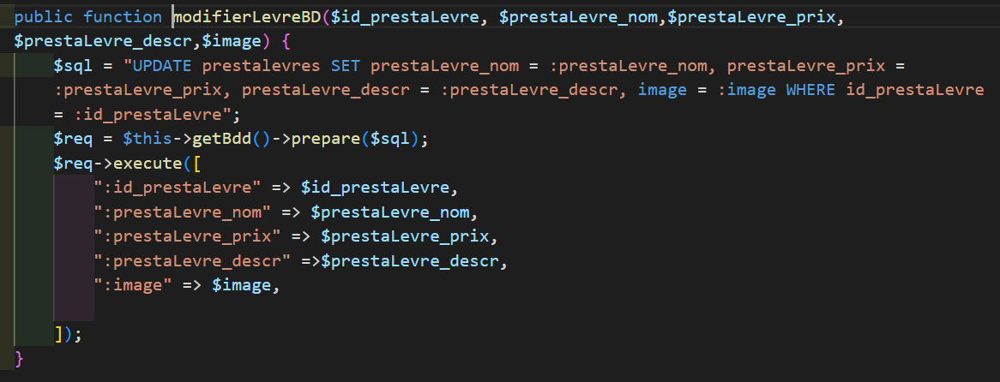 public function modifierLevreBD($id_prestaLevre, $prestaLevre_nom,$prestaLevre_prix,
$prestaLevre_descr,$image) {
$sql = "UPDATE prestalevres SET prestaLevre_nom = :prestaLevre_nom, prestaLevre_prix =
:prestaLevre_prix, prestaLevre_descr = :prestaLevre_descr, image = :image WHERE id_prestaLevre
= :id_prestaLevre";
$req = $this->getBdd()->prepare($sql);
$req->execute([
":id_prestaLevre" => $id_prestaLevre,
":prestaLevre_nom" => $prestaLevre_nom,
":prestaLevre_prix" => $prestaLevre_prix,
":prestaLevre_descr" =>$prestaLevre_descr,
":image" => $image,
]);
}